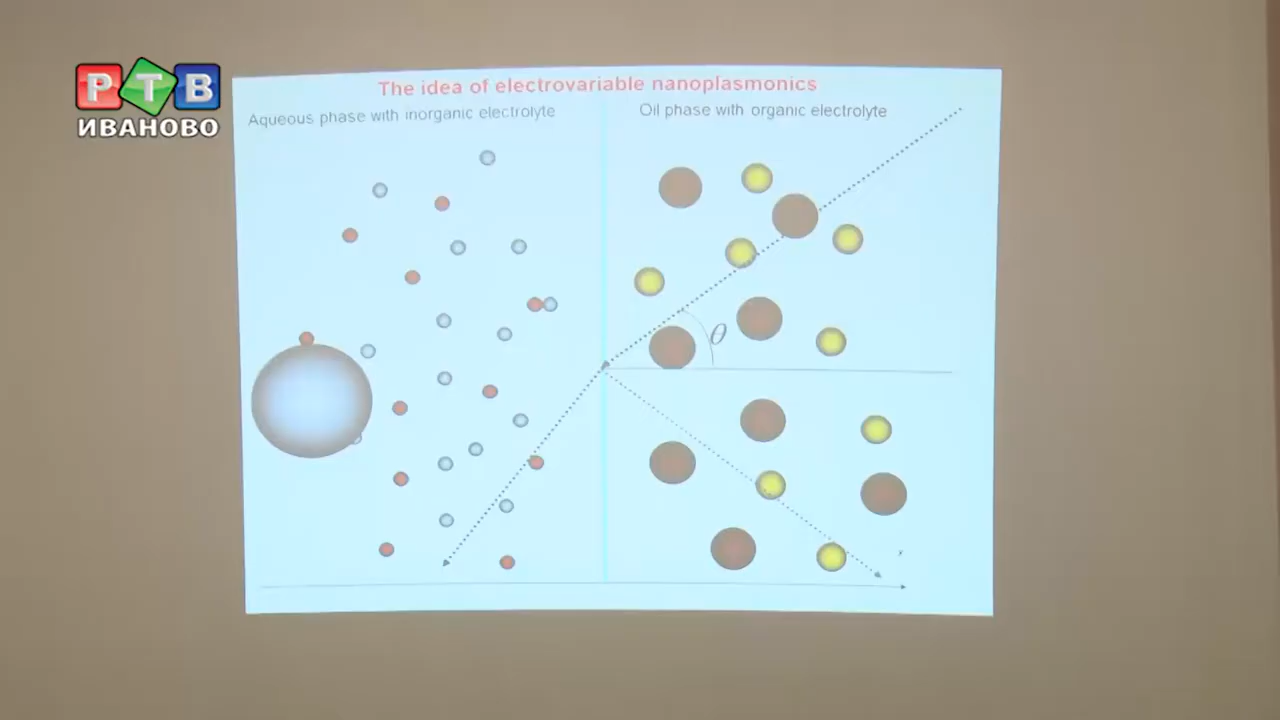 РТВ
ИВАНОВО
The idea of electrovariable nanoplasmonics
Aqueous phase with inorganic electrolyte
Oil phase with organic electrolyte
θ